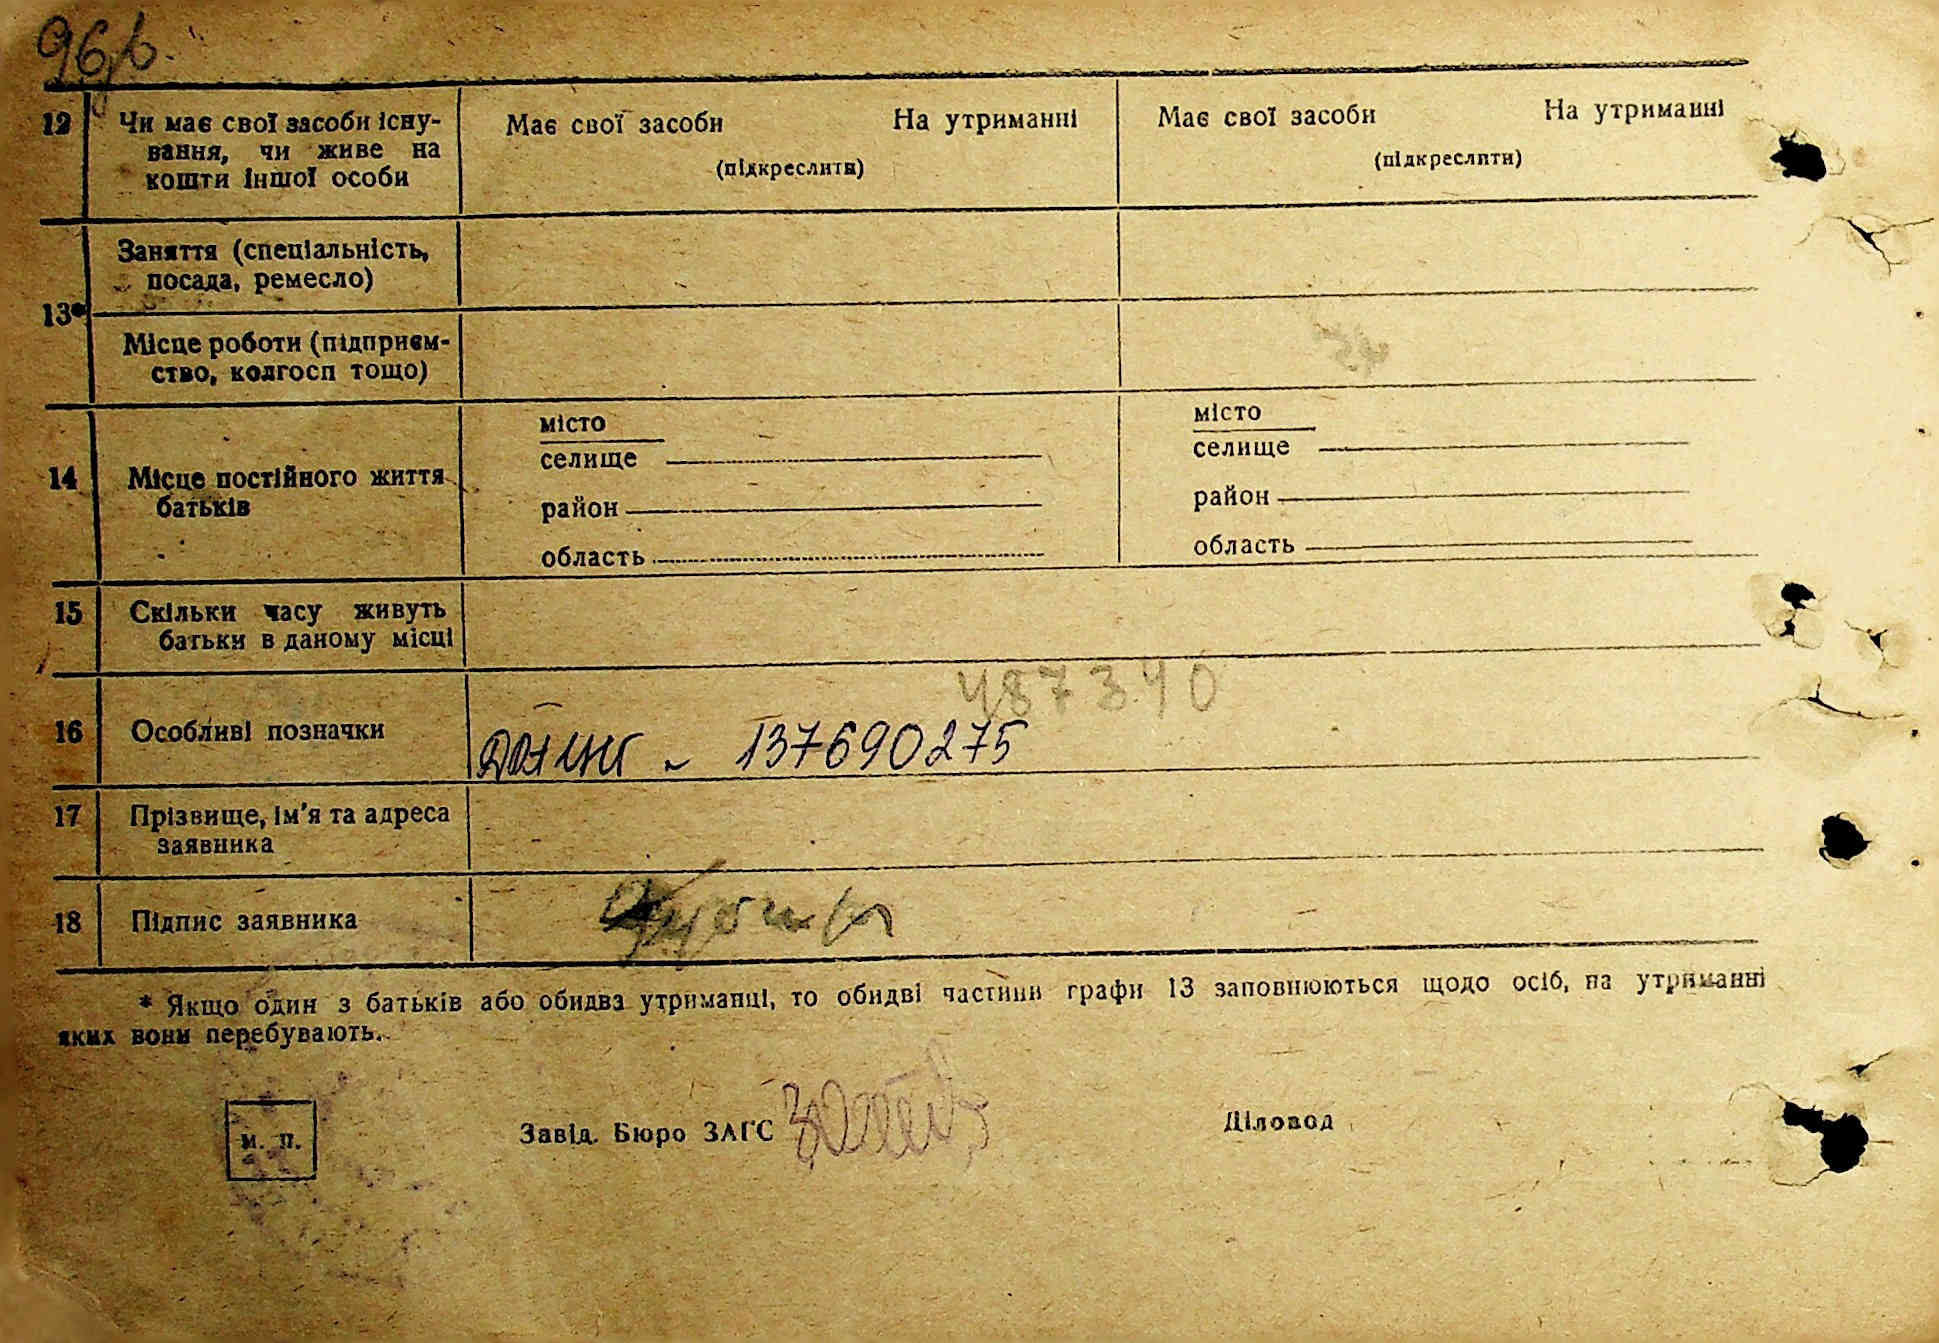 12 Чи має свої засоби існу-
вання, чи живе на
кошти іншої особи
Має свої засоби На утриманні
(підкреслити)
Має свої засоби На утриманні
(підкреслити)
13* Заняття (спеціальність,
посада, ремесло)
Місце роботи (підприєм-
ство, колгосп тощо)
14 Місце постійного життя
батьків
місто
селище
район
область
місто
селище
район
область
15 Скільки часу живуть
батьки в даному місці
487340
16 Особливі позначки
137690275
17 Прізвище, ім'я та адреса
заявника
18 Підпис заявника
* Якщо один з батьків або обидва утриманці, то обидві частини графи 13 заповнюються щодо осіб, на утриманні
яких вони перебувають.
м. п.
Завід. Бюро ЗАГС
Діловод